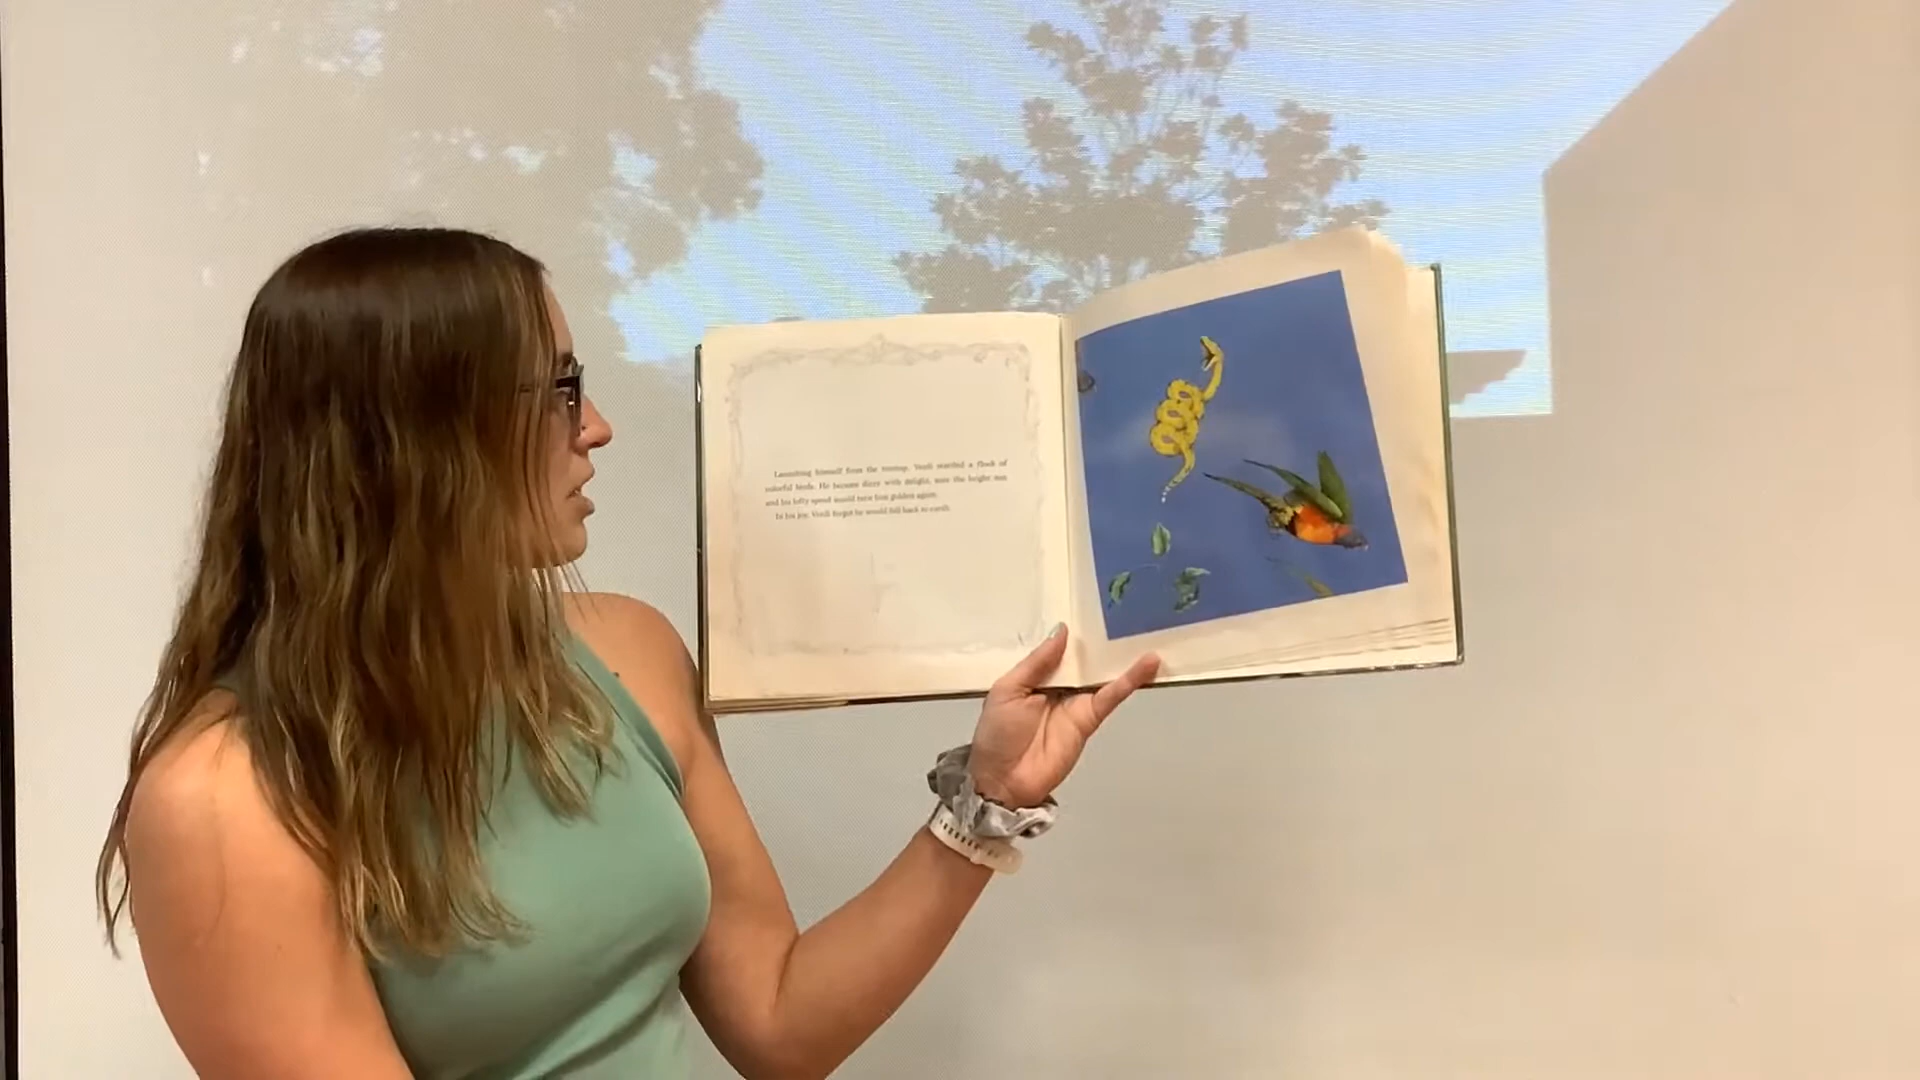 Launching himself from the treetop, Verdi startled a flock of
colorful birds. He became dizzy with delight, sure the bright sun
and his lofty speed would turn him golden again.
In his joy, Verdi forgot he would fall back to earth.